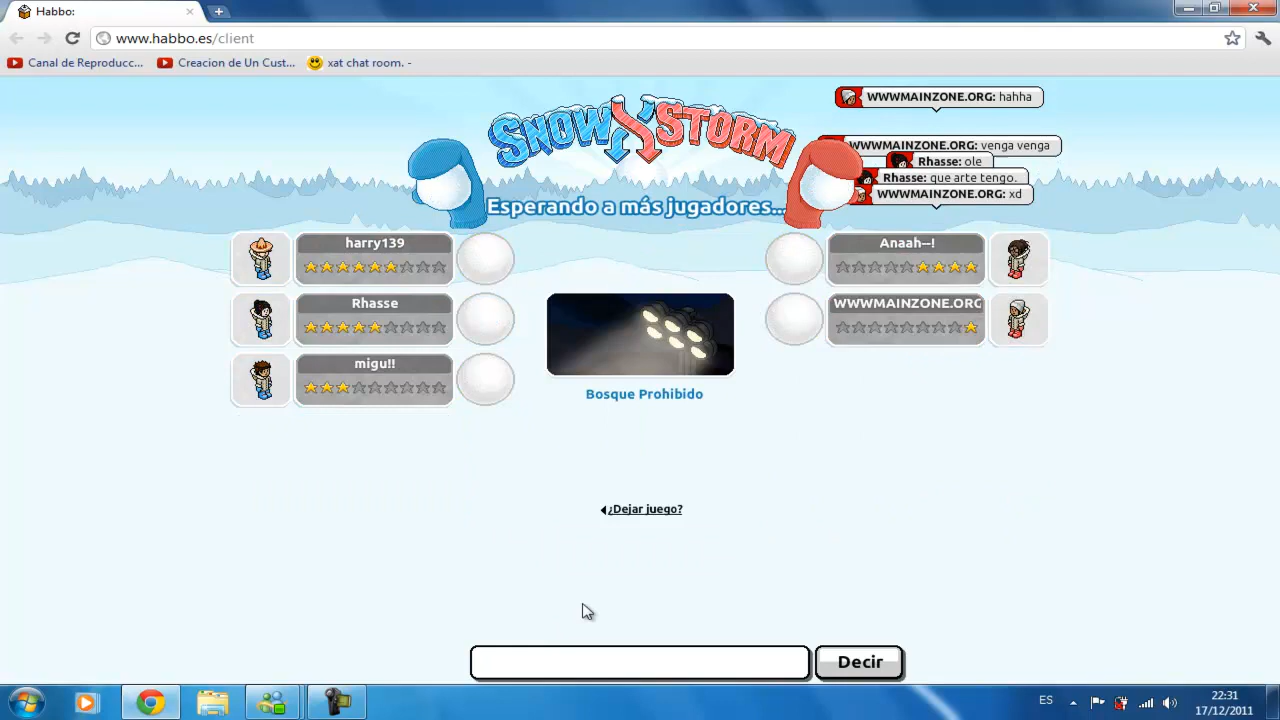 Habbo:
www.habbo.es/client
Canal de Reproducc...
Creacion de Un Cust...
xat chat room. -
WWWMAINZONE.ORG: hahha
SNOW STORM
WWWMAINZONE.ORG: venga venga
Rhasse: ole
Rhasse: que arte tengo.
WWWMAINZONE.ORG: xd
Esperando a más jugadores...
harry139
Anaah--!
Rhasse
WWWMAINZONE.ORG
migu!!
Bosque Prohibido
¿Dejar juego?
Decir
ES
22:31
17/12/2011